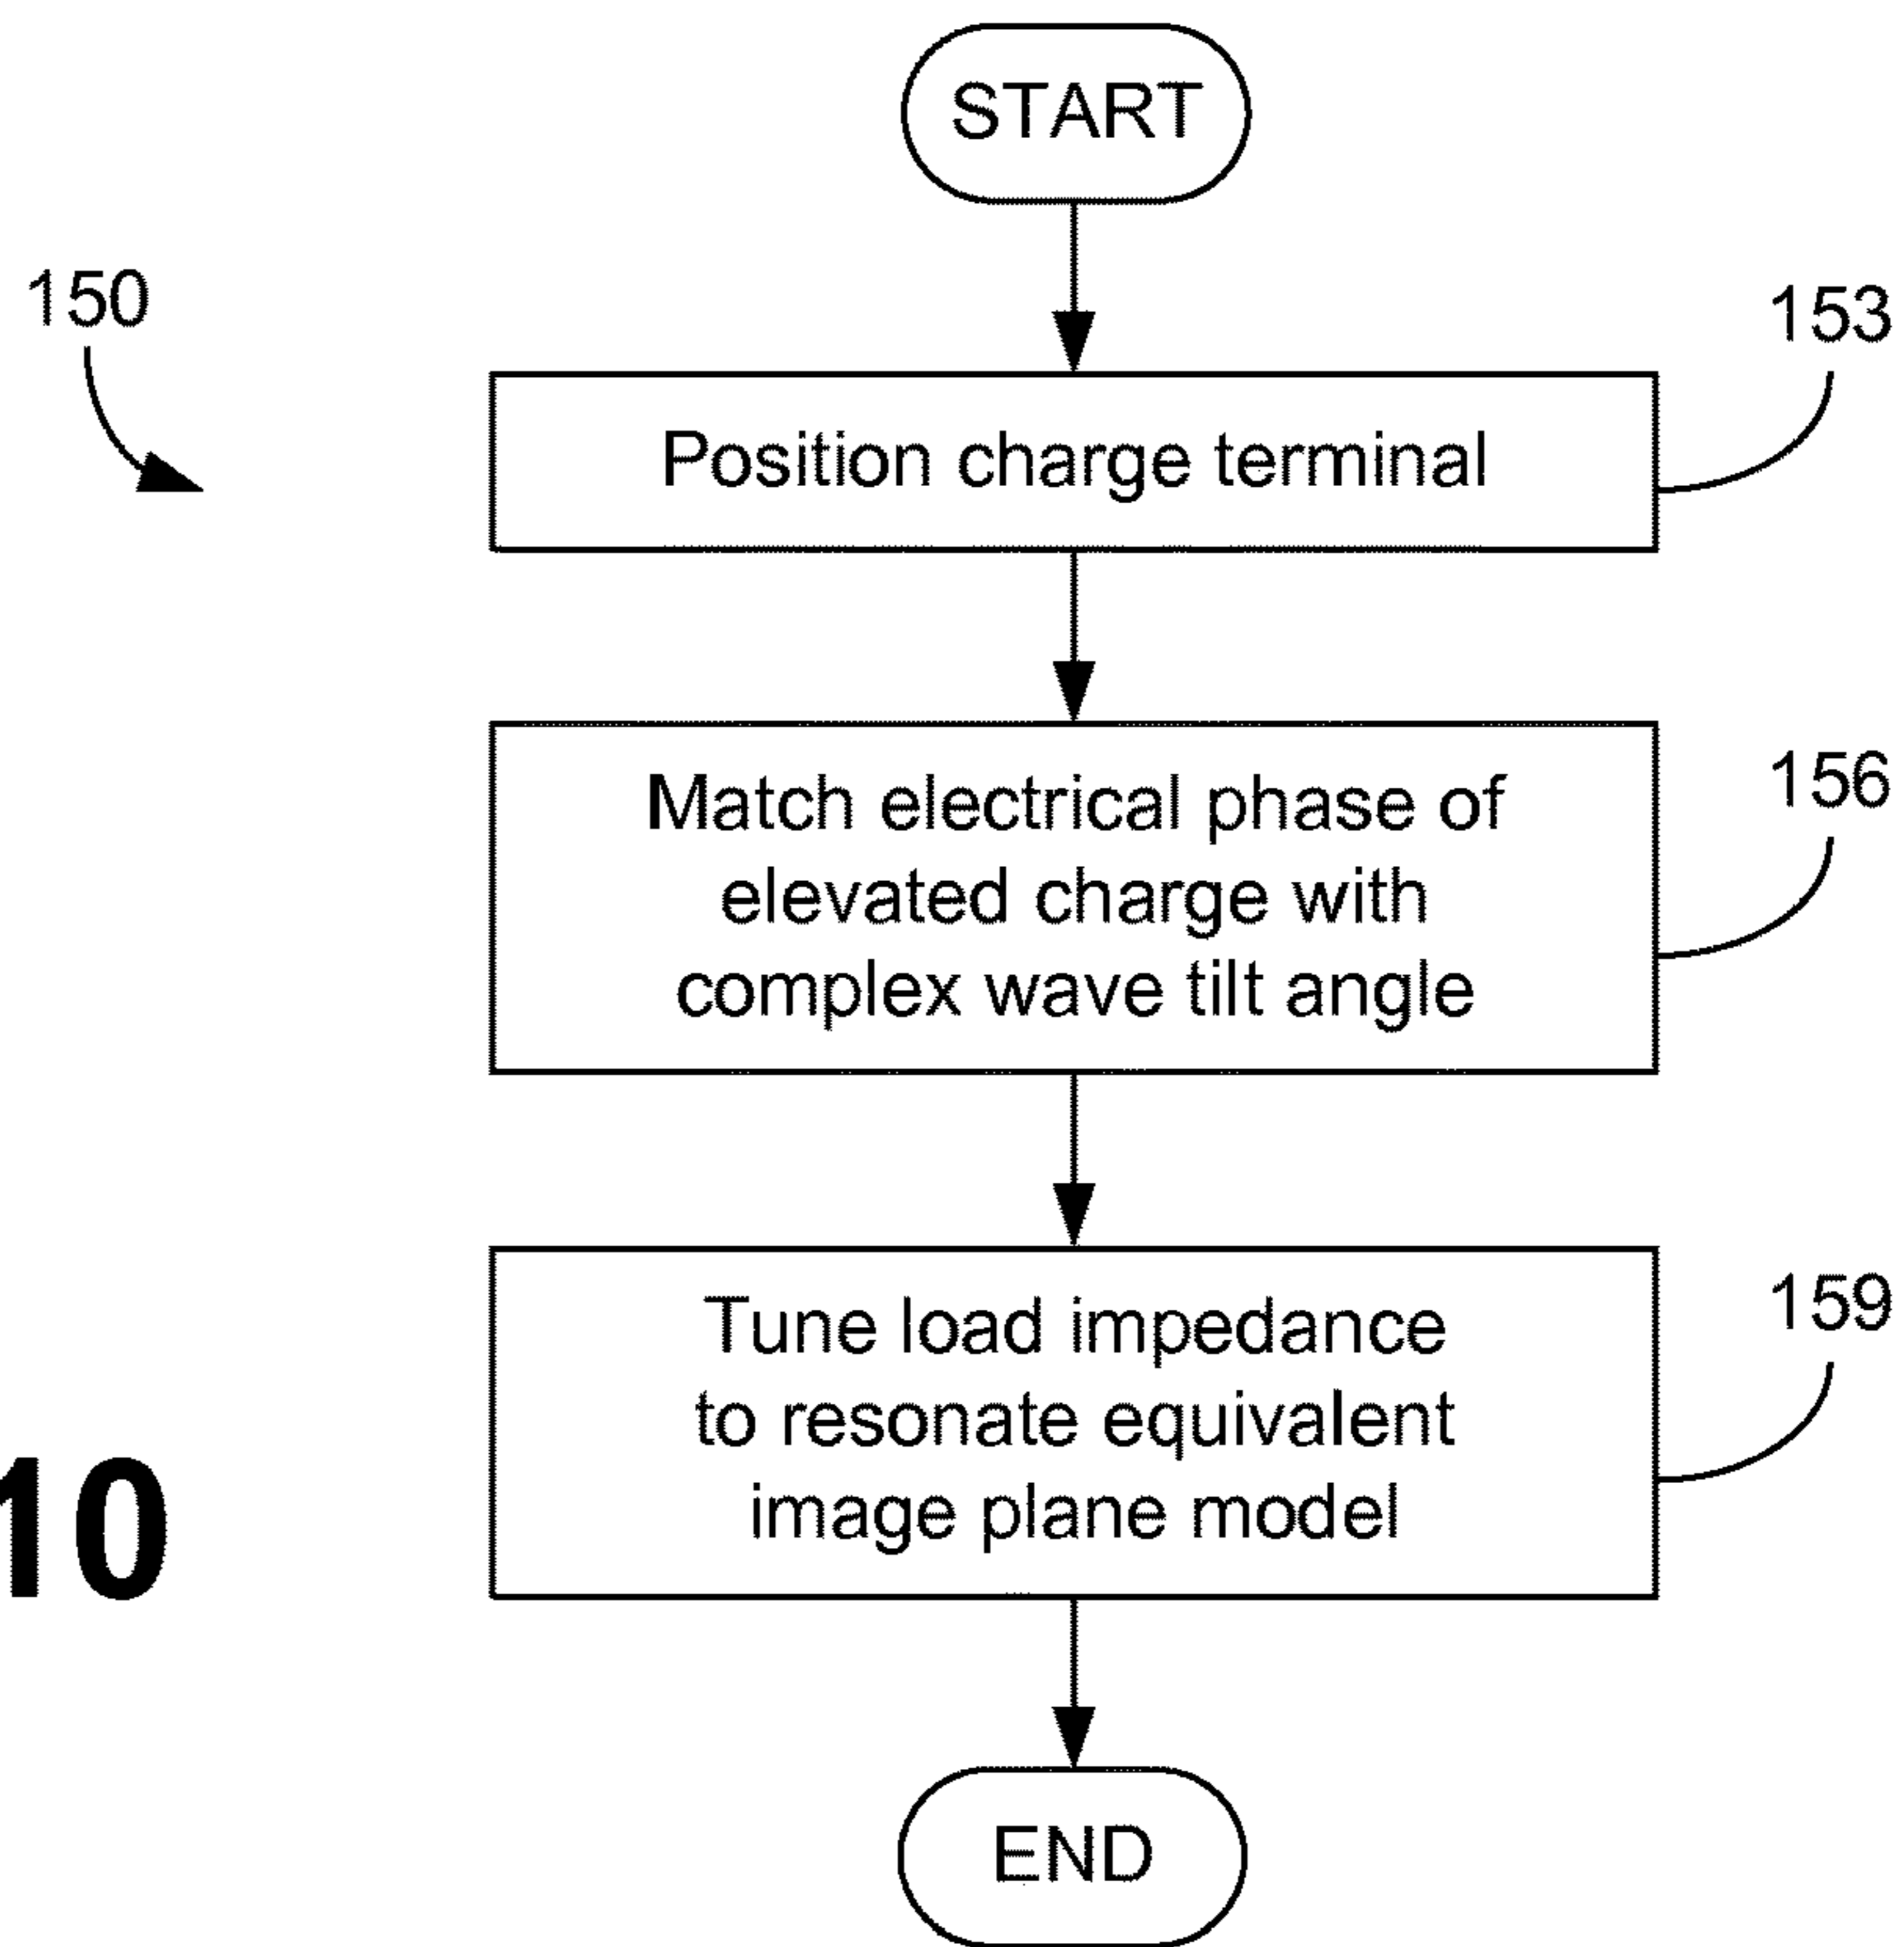 START
150
153
Position charge terminal
156
Match electrical phase of
elevated charge with
complex wave tilt angle
159
Tune load impedance
to resonate equivalent
image plane model
10
END